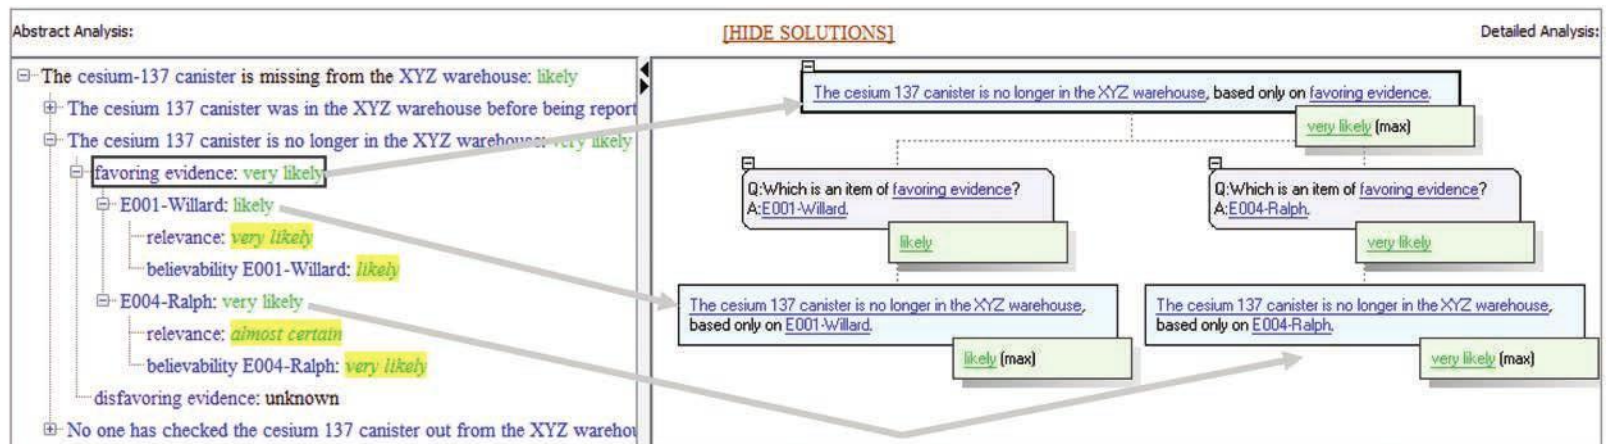 Abstract Analysis:
[HIDE SOLUTIONS]
Detailed Analysis:
The cesium-137 canister is missing from the XYZ warehouse: likely
The cesium 137 canister was in the XYZ warehouse before being report
The cesium 137 canister is no longer in the XYZ warehouse: very likely
favoring evidence: very likely
E001-Willard: likely
relevance: very likely
believability E001-Willard: likely
E004-Ralph: very likely
relevance: almost certain
believability E004-Ralph: very likely
disfavoring evidence: unknown
No one has checked the cesium 137 canister out from the XYZ warehou
The cesium 137 canister is no longer in the XYZ warehouse, based only on favoring evidence.
very likely (max)
Q:Which is an item of favoring evidence?
A:E001-Willard.
likely
Q:Which is an item of favoring evidence?
A:E004-Ralph.
very likely
The cesium 137 canister is no longer in the XYZ warehouse,
based only on E001-Willard.
likely (max)
The cesium 137 canister is no longer in the XYZ warehouse,
based only on E004-Ralph.
very likely (max)